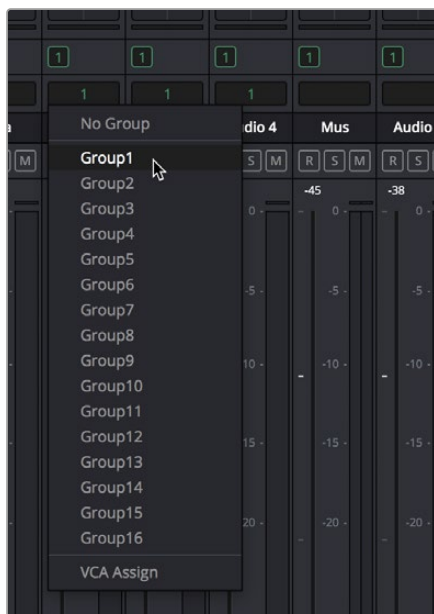 1 1 1 1 1
1 1 1
a dio 4 Mus Audio
No Group
M S M R S M R S
Group1
-45 -38
Group2
Group3
0 - 0 - 0 -
Group4
Group5
Group6
-5 - -5 - -5 -
Group7
Group8
Group9
10 - -10 - -10 -
Group10
Group11
Group12
15 - -15 - -15 -
Group13
Group14
Group15
20 - -20 - -20 -
Group16
VCA Assign